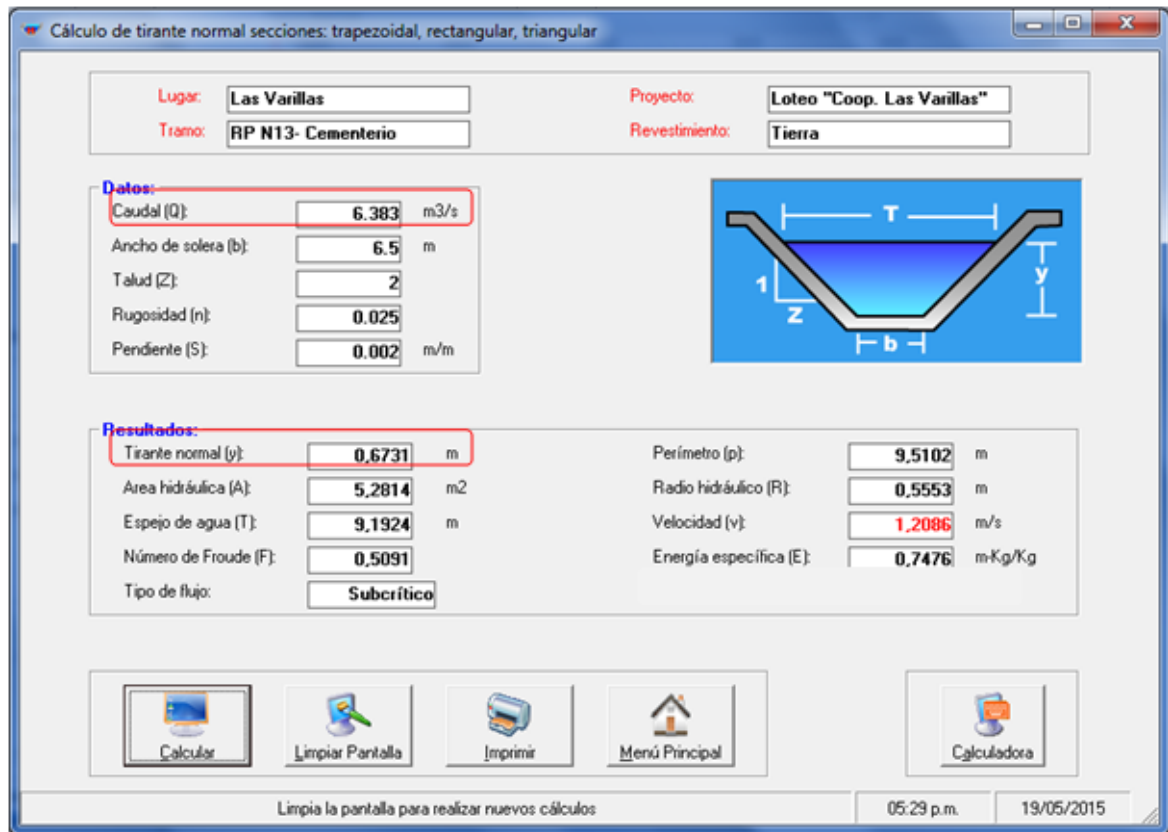 Cálculo de tirante normal secciones: trapezoidal, rectangular, triangular
Lugar: Las Varillas Proyecto: Loteo "Coop. Las Varillas"
Tramo: RP N13- Cementerio Revestimiento: Tierra
Datos:
Caudal (Q): 6.383 m3/s
Ancho de solera (b): 6.5 m
Talud (Z): 2
Rugosidad (n): 0.025
Pendiente (S): 0.002 m/m
T
y
1
Z
b
Resultados:
Tirante normal (y): 0,6731 m Perímetro (p): 9,5102 m
Area hidráulica (A): 5,2814 m2 Radio hidráulico (R): 0,5553 m
Espejo de agua (T): 9,1924 m Velocidad (v): 1,2086 m/s
Número de Froude (F): 0,5091 Energía específica (E): 0,7476 m-Kg/Kg
Tipo de flujo: Subcrítico
Calcular Limpiar Pantalla Imprimir Menú Principal Calculadora
Limpia la pantalla para realizar nuevos cálculos 05:29 p.m. 19/05/2015